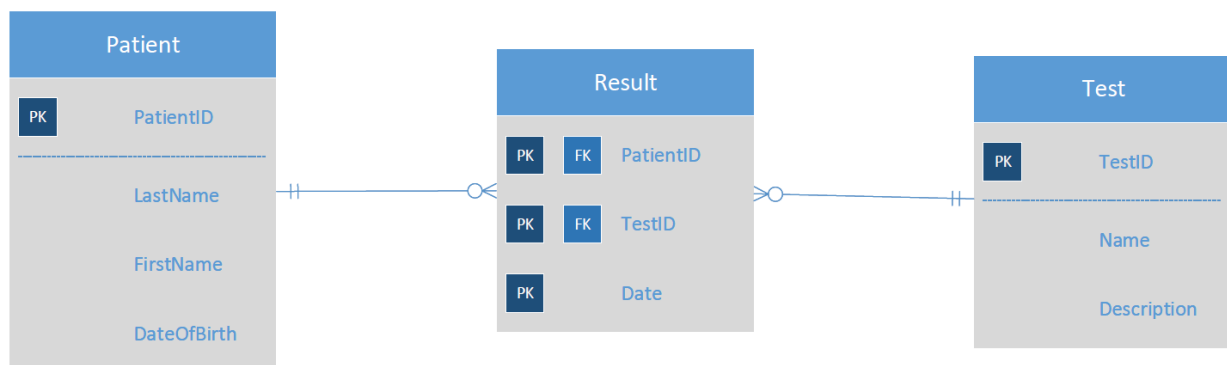 Patient
PK PatientID
LastName
FirstName
DateOfBirth
Result
PK FK PatientID
PK FK TestID
PK Date
Test
PK TestID
Name
Description